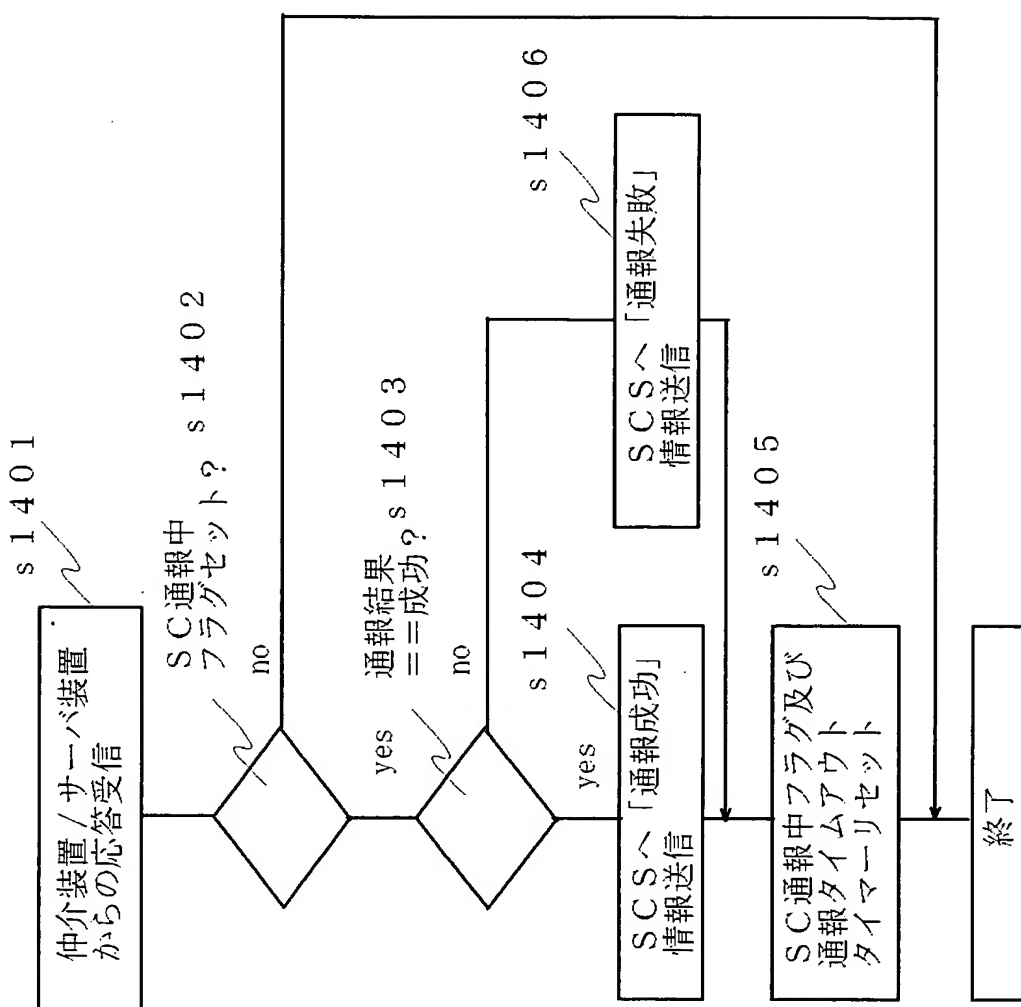 s1401
仲介装置/サーバ装置
からの応答受信
SC通報中
フラグセット?
s1402
no
yes
通報結果
==成功?
s1403
no
yes
s1404
SCSへ「通報成功」
情報送信
s1406
SCSへ「通報失敗」
情報送信
s1405
SC通報中フラグ及び
通報タイムアウト
タイマーリセット
終了